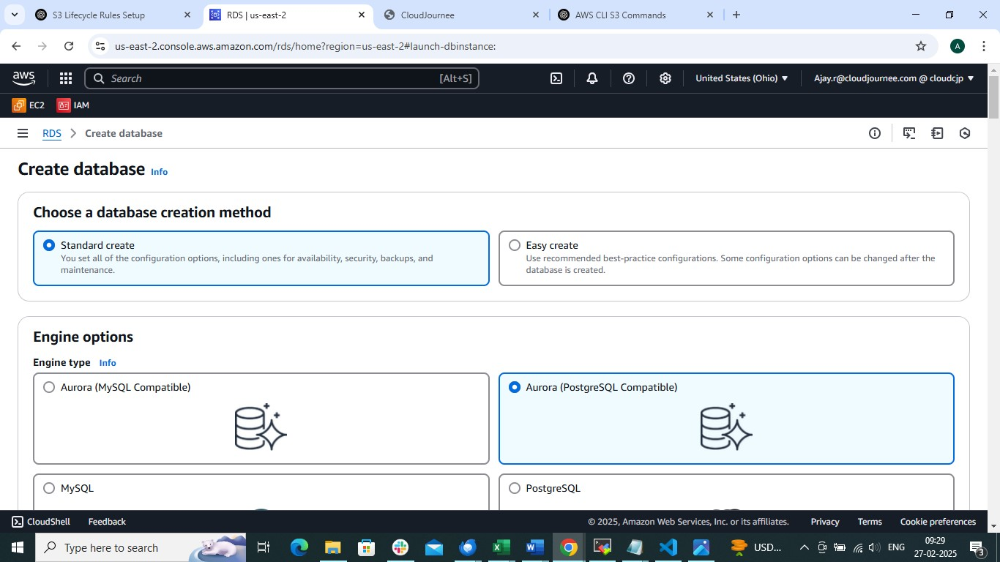 S3 Lifecycle Rules Setup
RDS | us-east-2
CloudJournee
AWS CLI S3 Commands
us-east-2.console.aws.amazon.com/rds/home?region=us-east-2#launch-dbinstance:
A
aws
Search
[Alt+S]
United States (Ohio)
Ajay.r@cloudjournee.com @ cloudcjp
EC2
IAM
RDS
Create database
Create database Info
Choose a database creation method
Standard create
You set all of the configuration options, including ones for availability, security, backups, and
maintenance.
Easy create
Use recommended best-practice configurations. Some configuration options can be changed after the
database is created.
Engine options
Engine type Info
Aurora (MySQL Compatible)
Aurora (PostgreSQL Compatible)
MySQL
PostgreSQL
CloudShell
Feedback
© 2025, Amazon Web Services, Inc. or its affiliates.
Privacy
Terms
Cookie preferences
Type here to search
USD...
ENG
09:29
27-02-2025
3